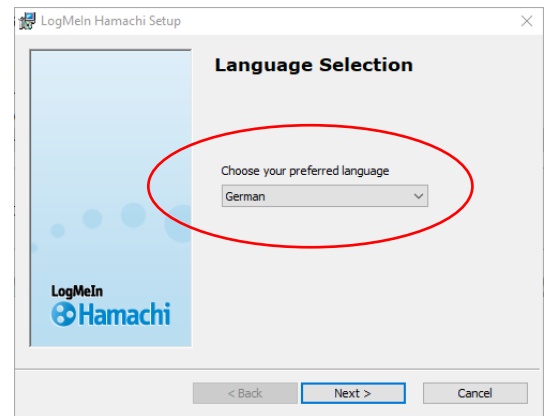 LogMeIn Hamachi Setup
Language Selection
Choose your preferred language
German
LogMeIn
Hamachi
< Back
Next >
Cancel